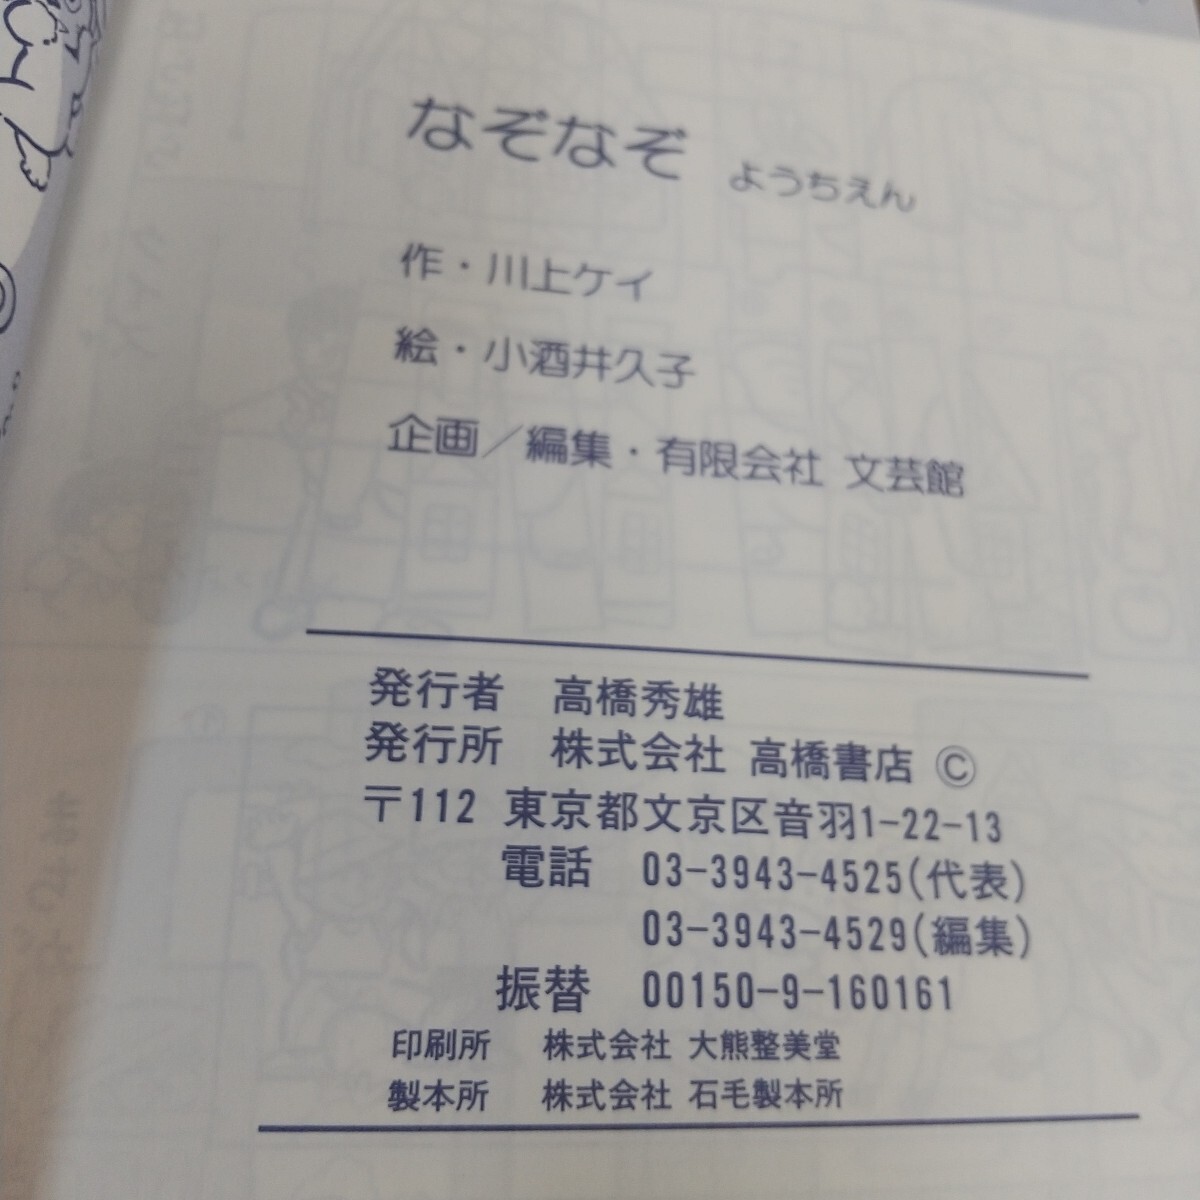 なぞなぞ ようちえん
作・川上ケイ
絵・小酒井久子
企画／編集・有限会社 文芸館
発行者 高橋秀雄
発行所 株式会社 高橋書店 ©
〒112 東京都文京区音羽1-22-13
電話 03-3943-4525(代表)
03-3943-4529(編集)
振替 00150-9-160161
印刷所 株式会社 大熊整美堂
製本所 株式会社 石毛製本所